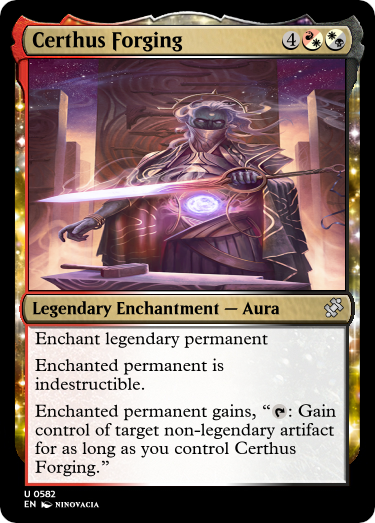 Certhus Forging 4
Legendary Enchantment — Aura
Enchant legendary permanent
Enchanted permanent is
indestructible.
Enchanted permanent gains, “: Gain
control of target non-legendary artifact
for as long as you control Certhus
Forging.”
U 0582
EN NINOVACIA